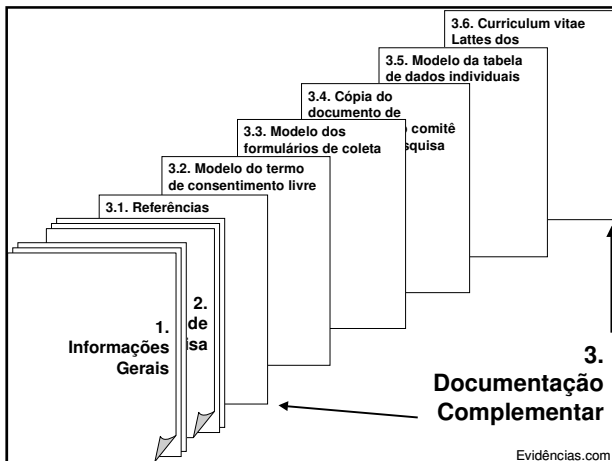 3.6. Curriculum vitae
Lattes dos
3.5. Modelo da tabela
de dados individuais
3.4. Cópia do
documento de
comitê
squisa
3.3. Modelo dos
formulários de coleta
3.2. Modelo do termo
de consentimento livre
3.1. Referências
2.
de
isa
1.
Informações
Gerais
3.
Documentação
Complementar
Evidências.com